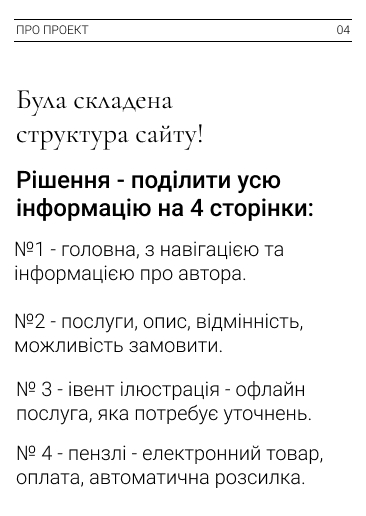 ПРО ПРОЕКТ 04
Була складена
структура сайту!
Рішення - поділити усю
інформацію на 4 сторінки:
№1 - головна, з навігацією та
інформацією про автора.
№2 - послуги, опис, відмінність,
можливість замовити.
№ 3 - івент ілюстрація - офлайн
послуга, яка потребує уточнень.
№ 4 - пензлі - електронний товар,
оплата, автоматична розсилка.